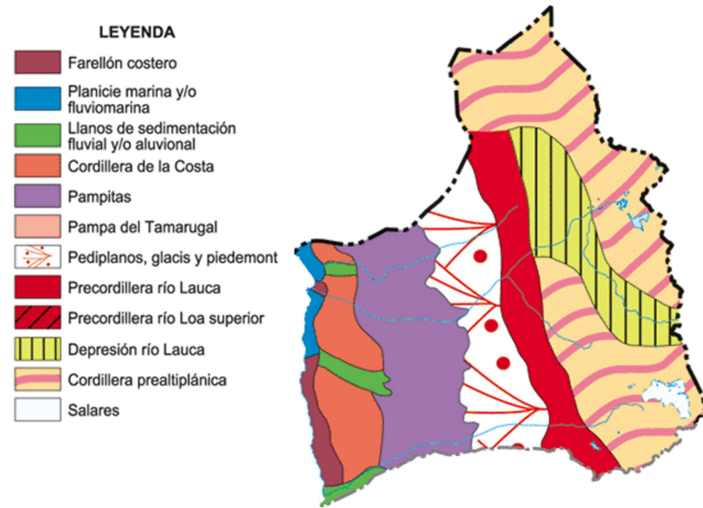 LEYENDA
Farellón costero
Planicie marina y/o
fluviomarina
Llanos de sedimentación
fluvial y/o aluvional
Cordillera de la Costa
Pampitas
Pampa del Tamarugal
Pediplanos, glacis y piedemont
Precordillera río Lauca
Precordillera río Loa superior
Depresión río Lauca
Cordillera prealtiplánica
Salares